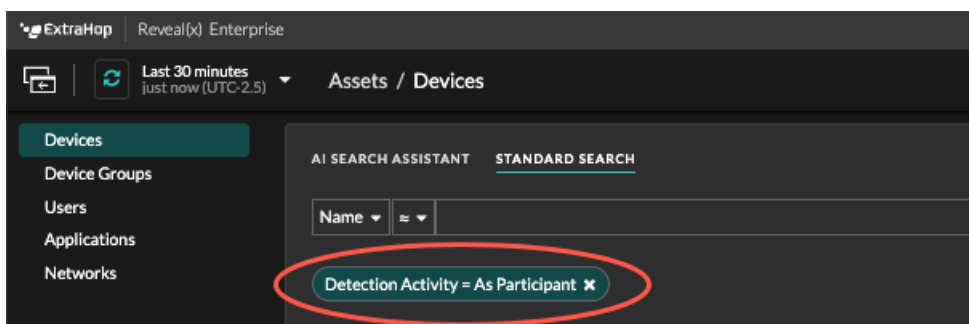 ExtraHop Reveal(x) Enterprise
Last 30 minutes
just now (UTC-2.5)
Assets / Devices
Devices
Device Groups
Users
Applications
Networks
AI SEARCH ASSISTANT STANDARD SEARCH
Name ≈
Detection Activity = As Participant ×